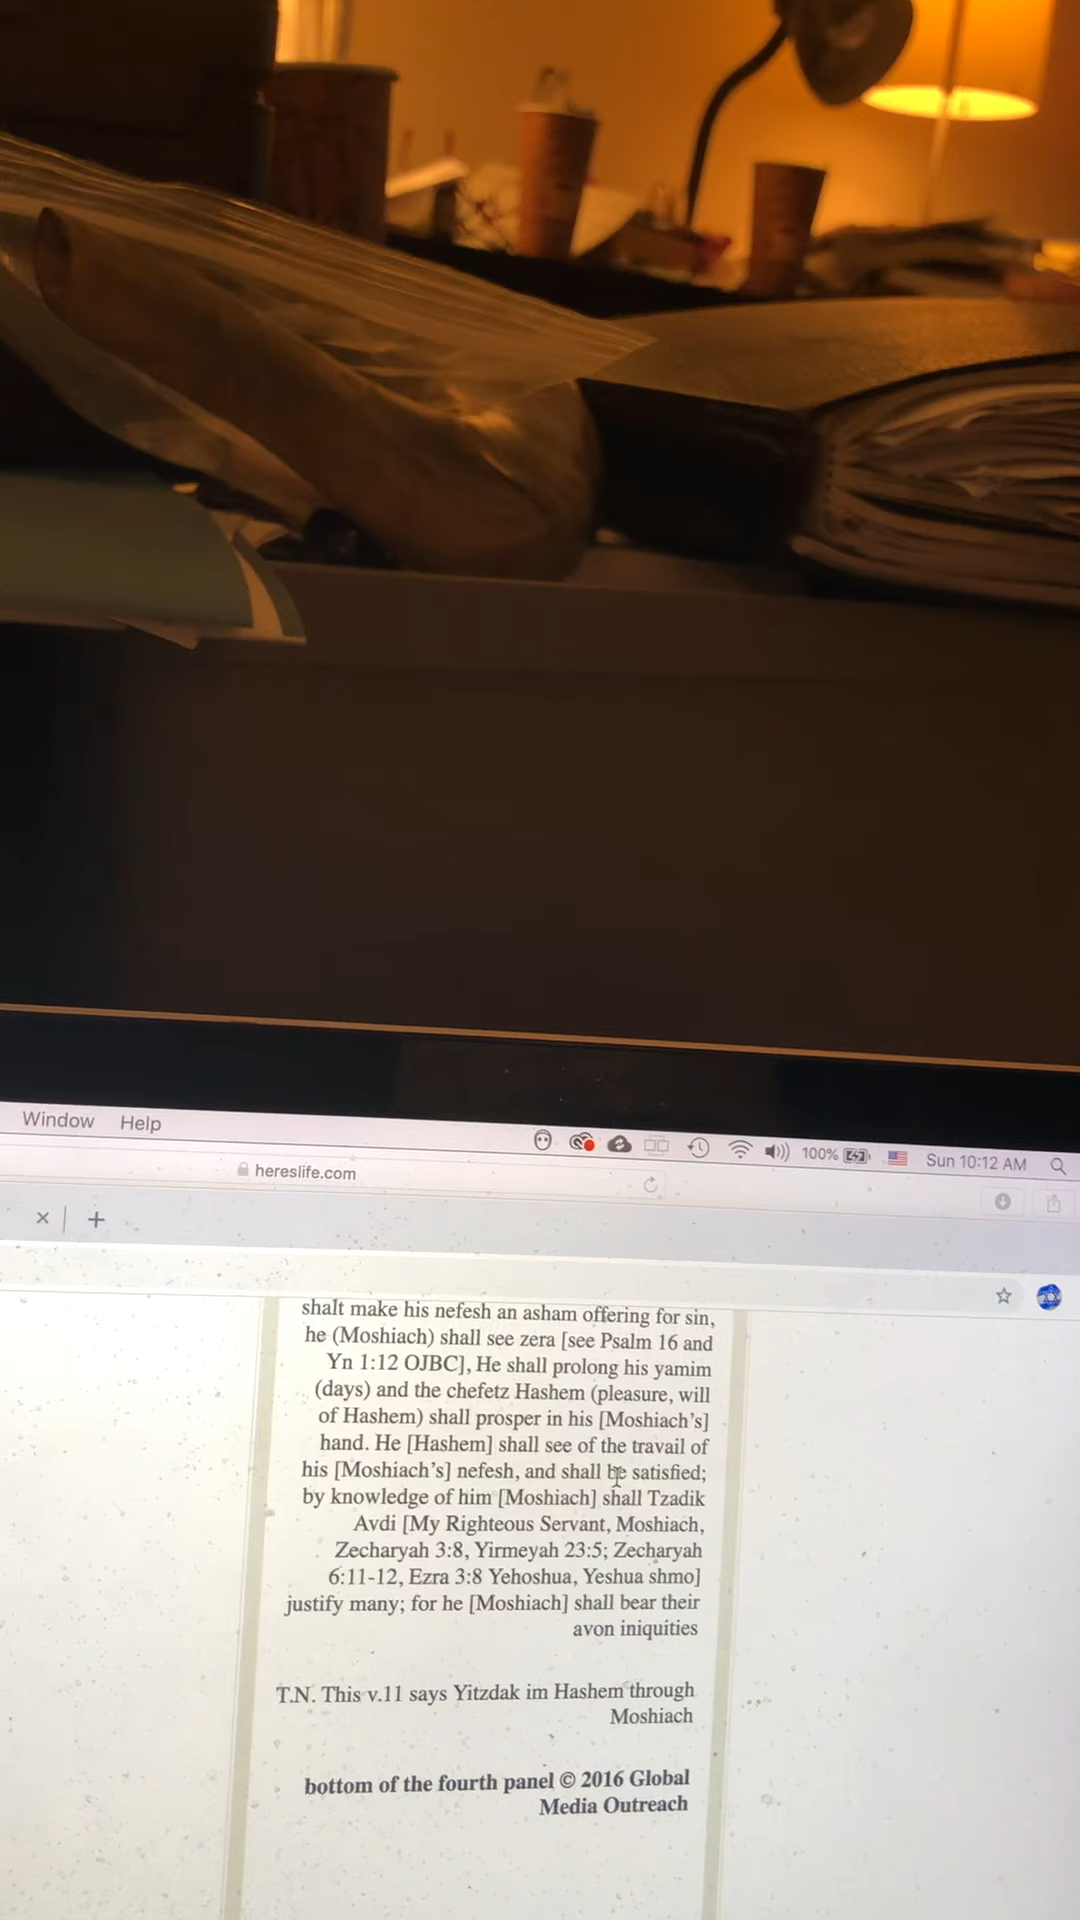 Window Help
100% Sun 10:12 AM
hereslife.com
shalt make his nefesh an asham offering for sin,
he (Moshiach) shall see zera [see Psalm 16 and
Yn 1:12 OJBC], He shall prolong his yamim
(days) and the chefetz Hashem (pleasure, will
of Hashem) shall prosper in his [Moshiach's]
hand. He [Hashem] shall see of the travail of
his [Moshiach's] nefesh, and shall be satisfied;
by knowledge of him [Moshiach] shall Tzadik
Avdi [My Righteous Servant, Moshiach,
Zecharyah 3:8, Yirmeyah 23:5; Zecharyah
6:11-12, Ezra 3:8 Yehoshua, Yeshua shmo]
justify many; for he [Moshiach] shall bear their
avon iniquities
T.N. This v.11 says Yitzdak im Hashem through
Moshiach
bottom of the fourth panel © 2016 Global
Media Outreach